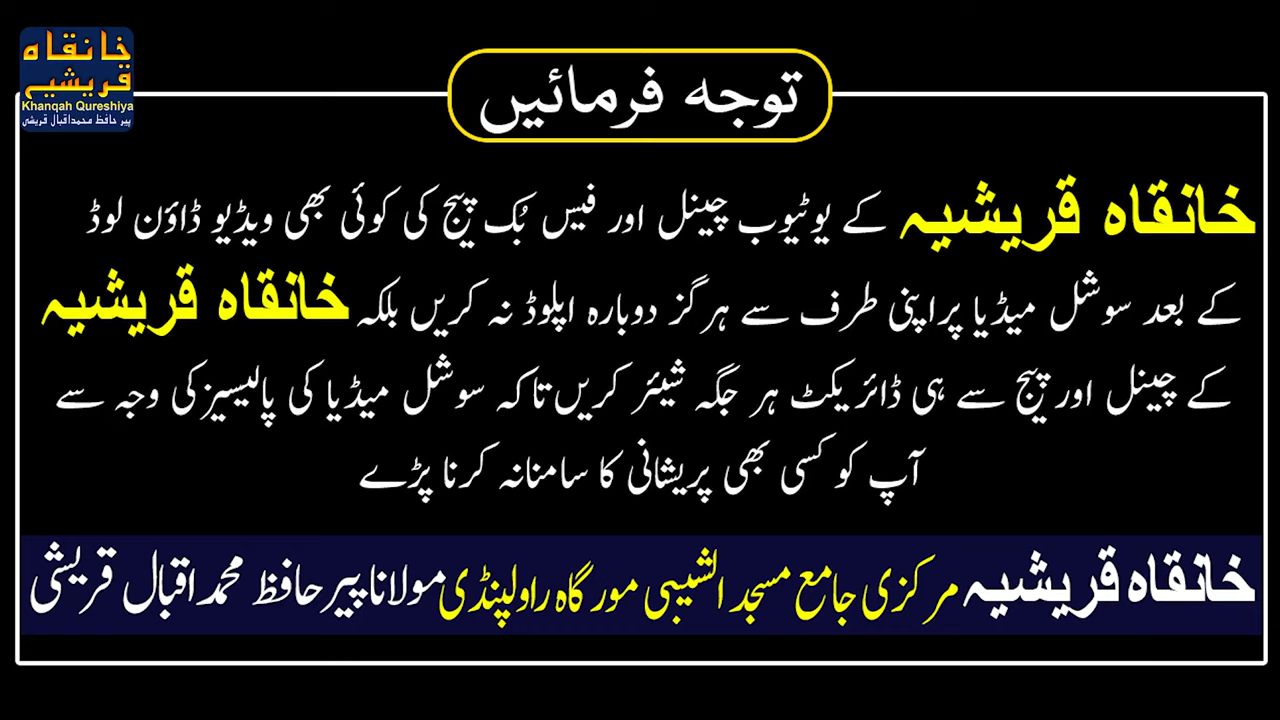 خانقاہ
قریشیہ
Khanqah Qureshiya
پیر حافظ محمد اقبال قریشی
توجہ فرمائیں
خانقاہ قریشیہ کے یوٹیوب چینل اور فیس بُک پیج کی کوئی بھی ویڈیو ڈاؤن لوڈ
کے بعد سوشل میڈیا پر اپنی طرف سے ہرگز دوبارہ اپلوڈ نہ کریں بلکہ خانقاہ قریشیہ
کے چینل اور پیج سے ہی ڈائریکٹ ہر جگہ شیئر کریں تاکہ سوشل میڈیا کی پالیسیز کی وجہ سے
آپ کو کسی بھی پریشانی کا سامنا نہ کرنا پڑے
خانقاہ قریشیہ مرکزی جامع مسجد الشیبی مورگاہ راولپنڈی مولانا پیر حافظ محمد اقبال قریشی